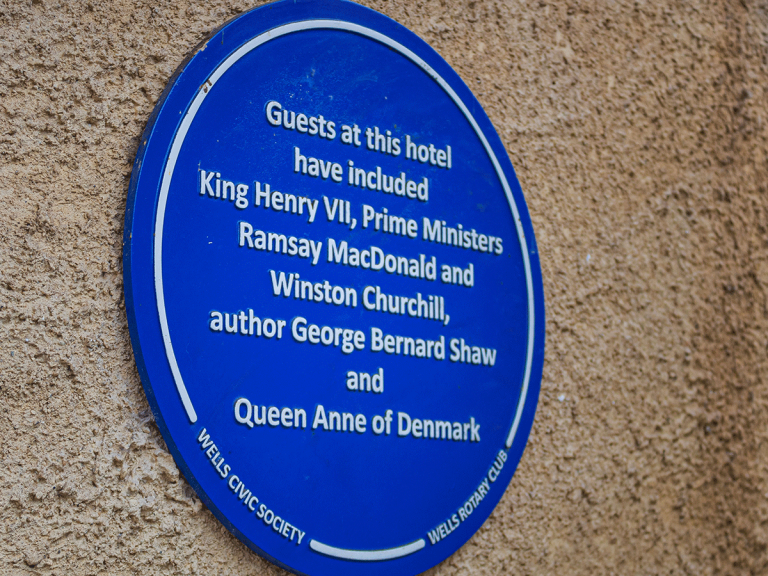 Guests at this hotel
have included
King Henry VII, Prime Ministers
Ramsay MacDonald and
Winston Churchill,
author George Bernard Shaw
and
Queen Anne of Denmark
WELLS CIVIC SOCIETY
WELLS ROTARY CLUB